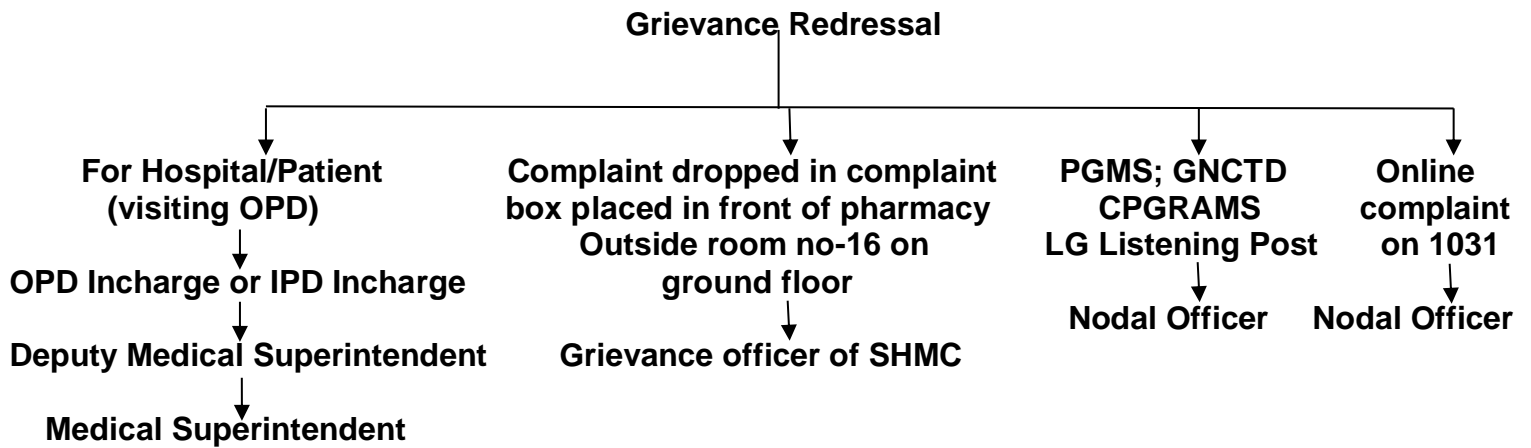 Grievance Redressal
For Hospital/Patient
(visiting OPD)
OPD Incharge or IPD Incharge
Deputy Medical Superintendent
Medical Superintendent
Complaint dropped in complaint
box placed in front of pharmacy
Outside room no-16 on
ground floor
Grievance officer of SHMC
PGMS; GNCTD
CPGRAMS
LG Listening Post
Nodal Officer
Online
complaint
on 1031
Nodal Officer